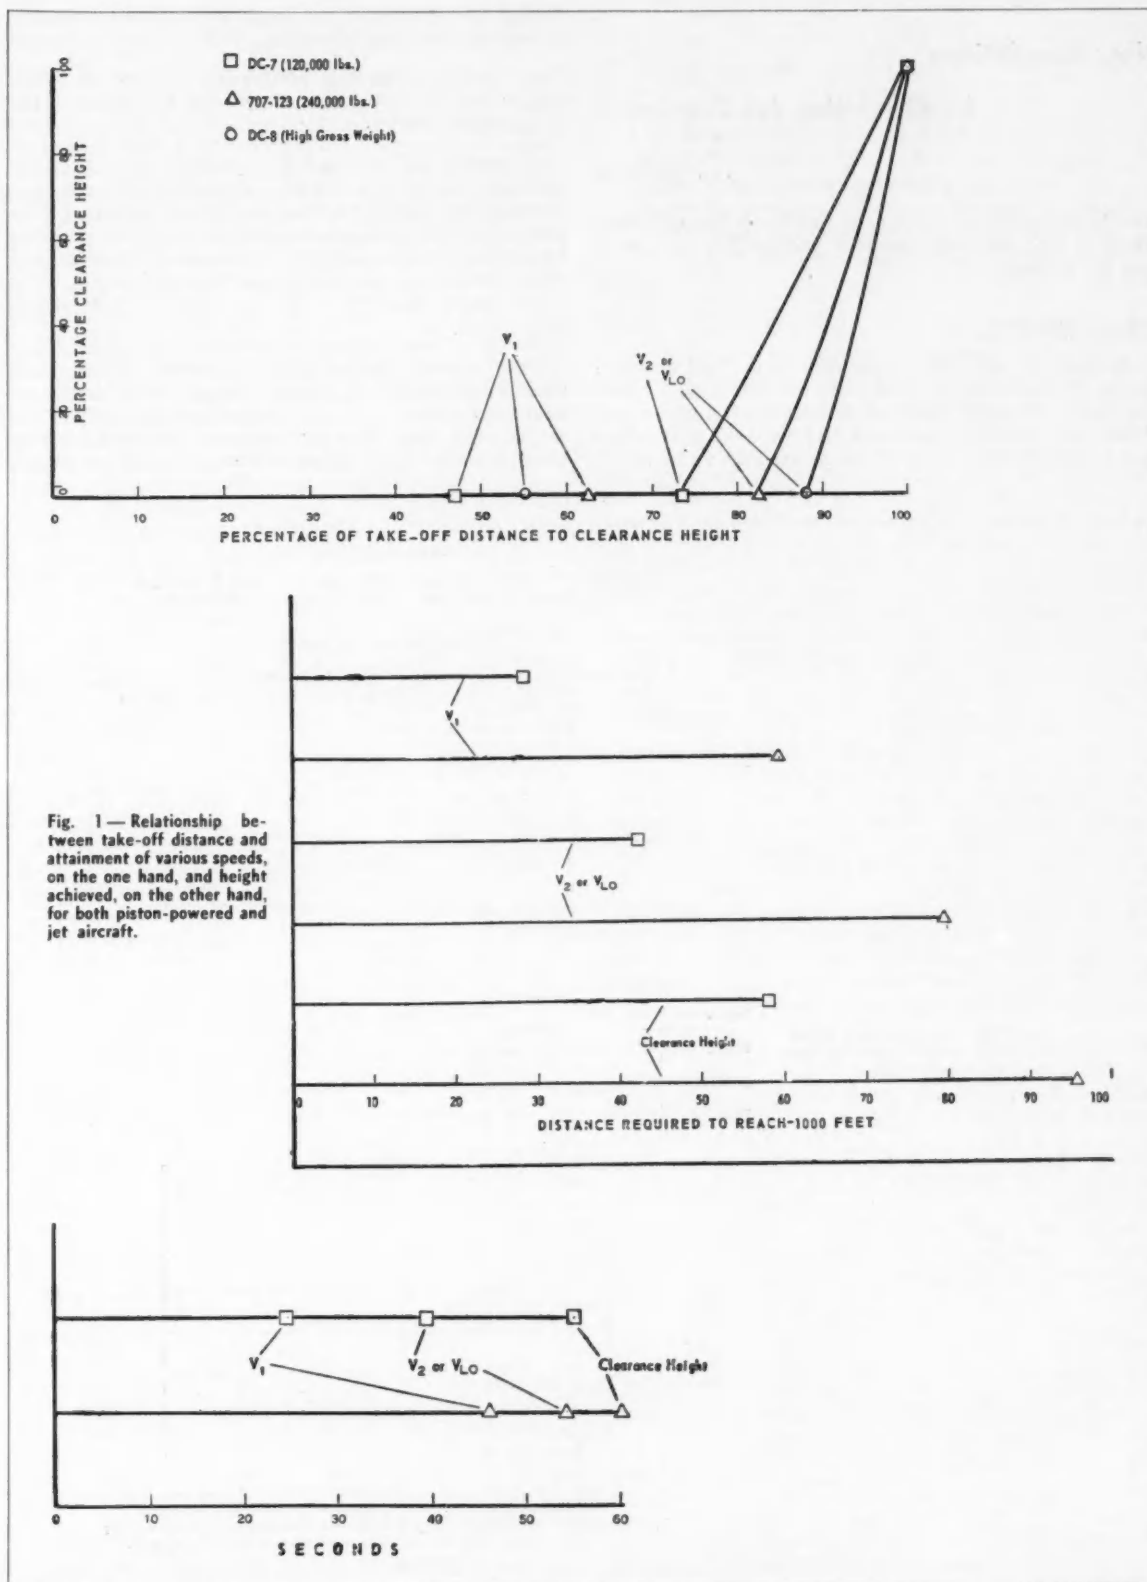 DC-7 (120,000 lbs.)
707-123 (240,000 lbs.)
DC-8 (High Gross Weight)
PERCENTAGE CLEARANCE HEIGHT
100
80
60
40
20
0
V1
V2 or
VLO
0 10 20 30 40 50 60 70 80 90 100
PERCENTAGE OF TAKE-OFF DISTANCE TO CLEARANCE HEIGHT
V1
Fig. 1 — Relationship be-
tween take-off distance and
attainment of various speeds,
on the one hand, and height
achieved, on the other hand,
for both piston-powered and
jet aircraft.
V2 or VLO
Clearance Height
0 10 20 30 40 50 60 70 80 90 100
DISTANCE REQUIRED TO REACH-1000 FEET
V1
V2 or VLO
Clearance Height
0 10 20 30 40 50 60
SECONDS